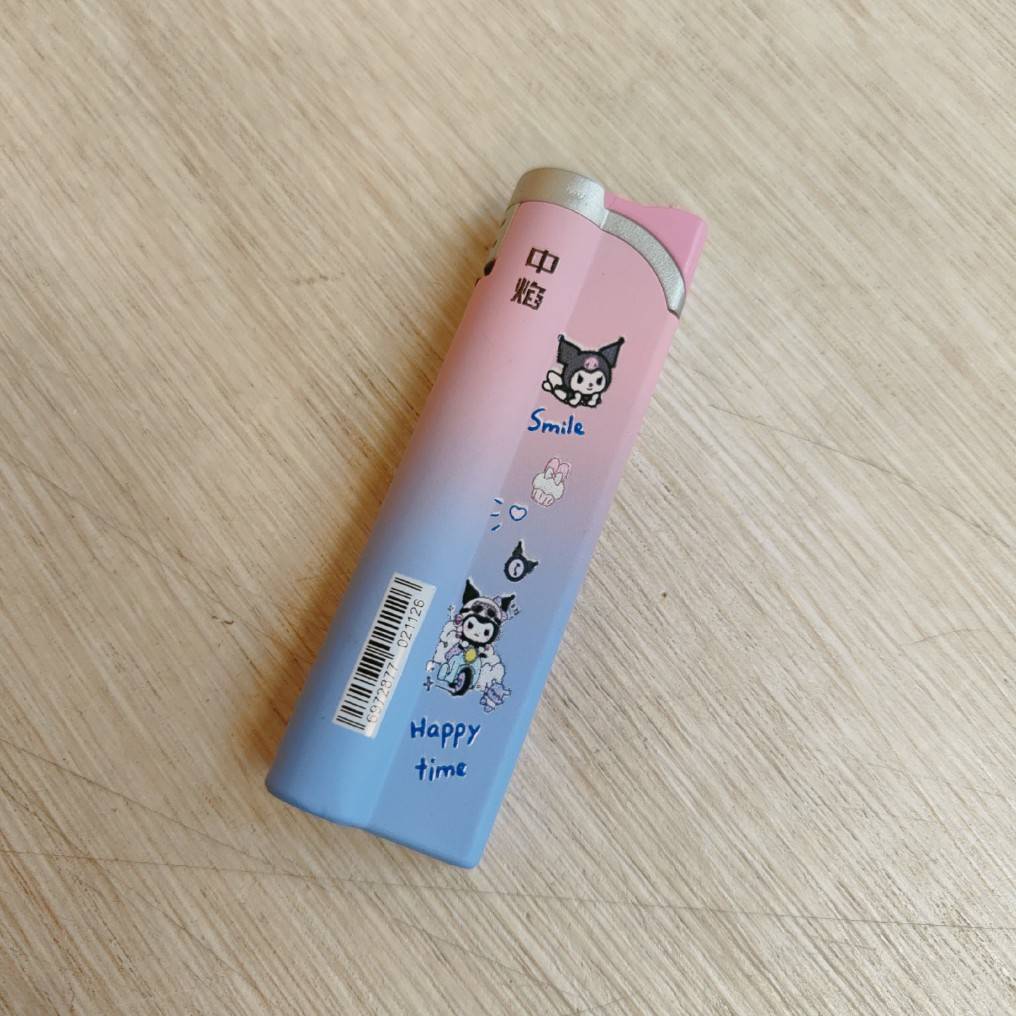 中
焰
Smile
Happy
time
6972877 021126